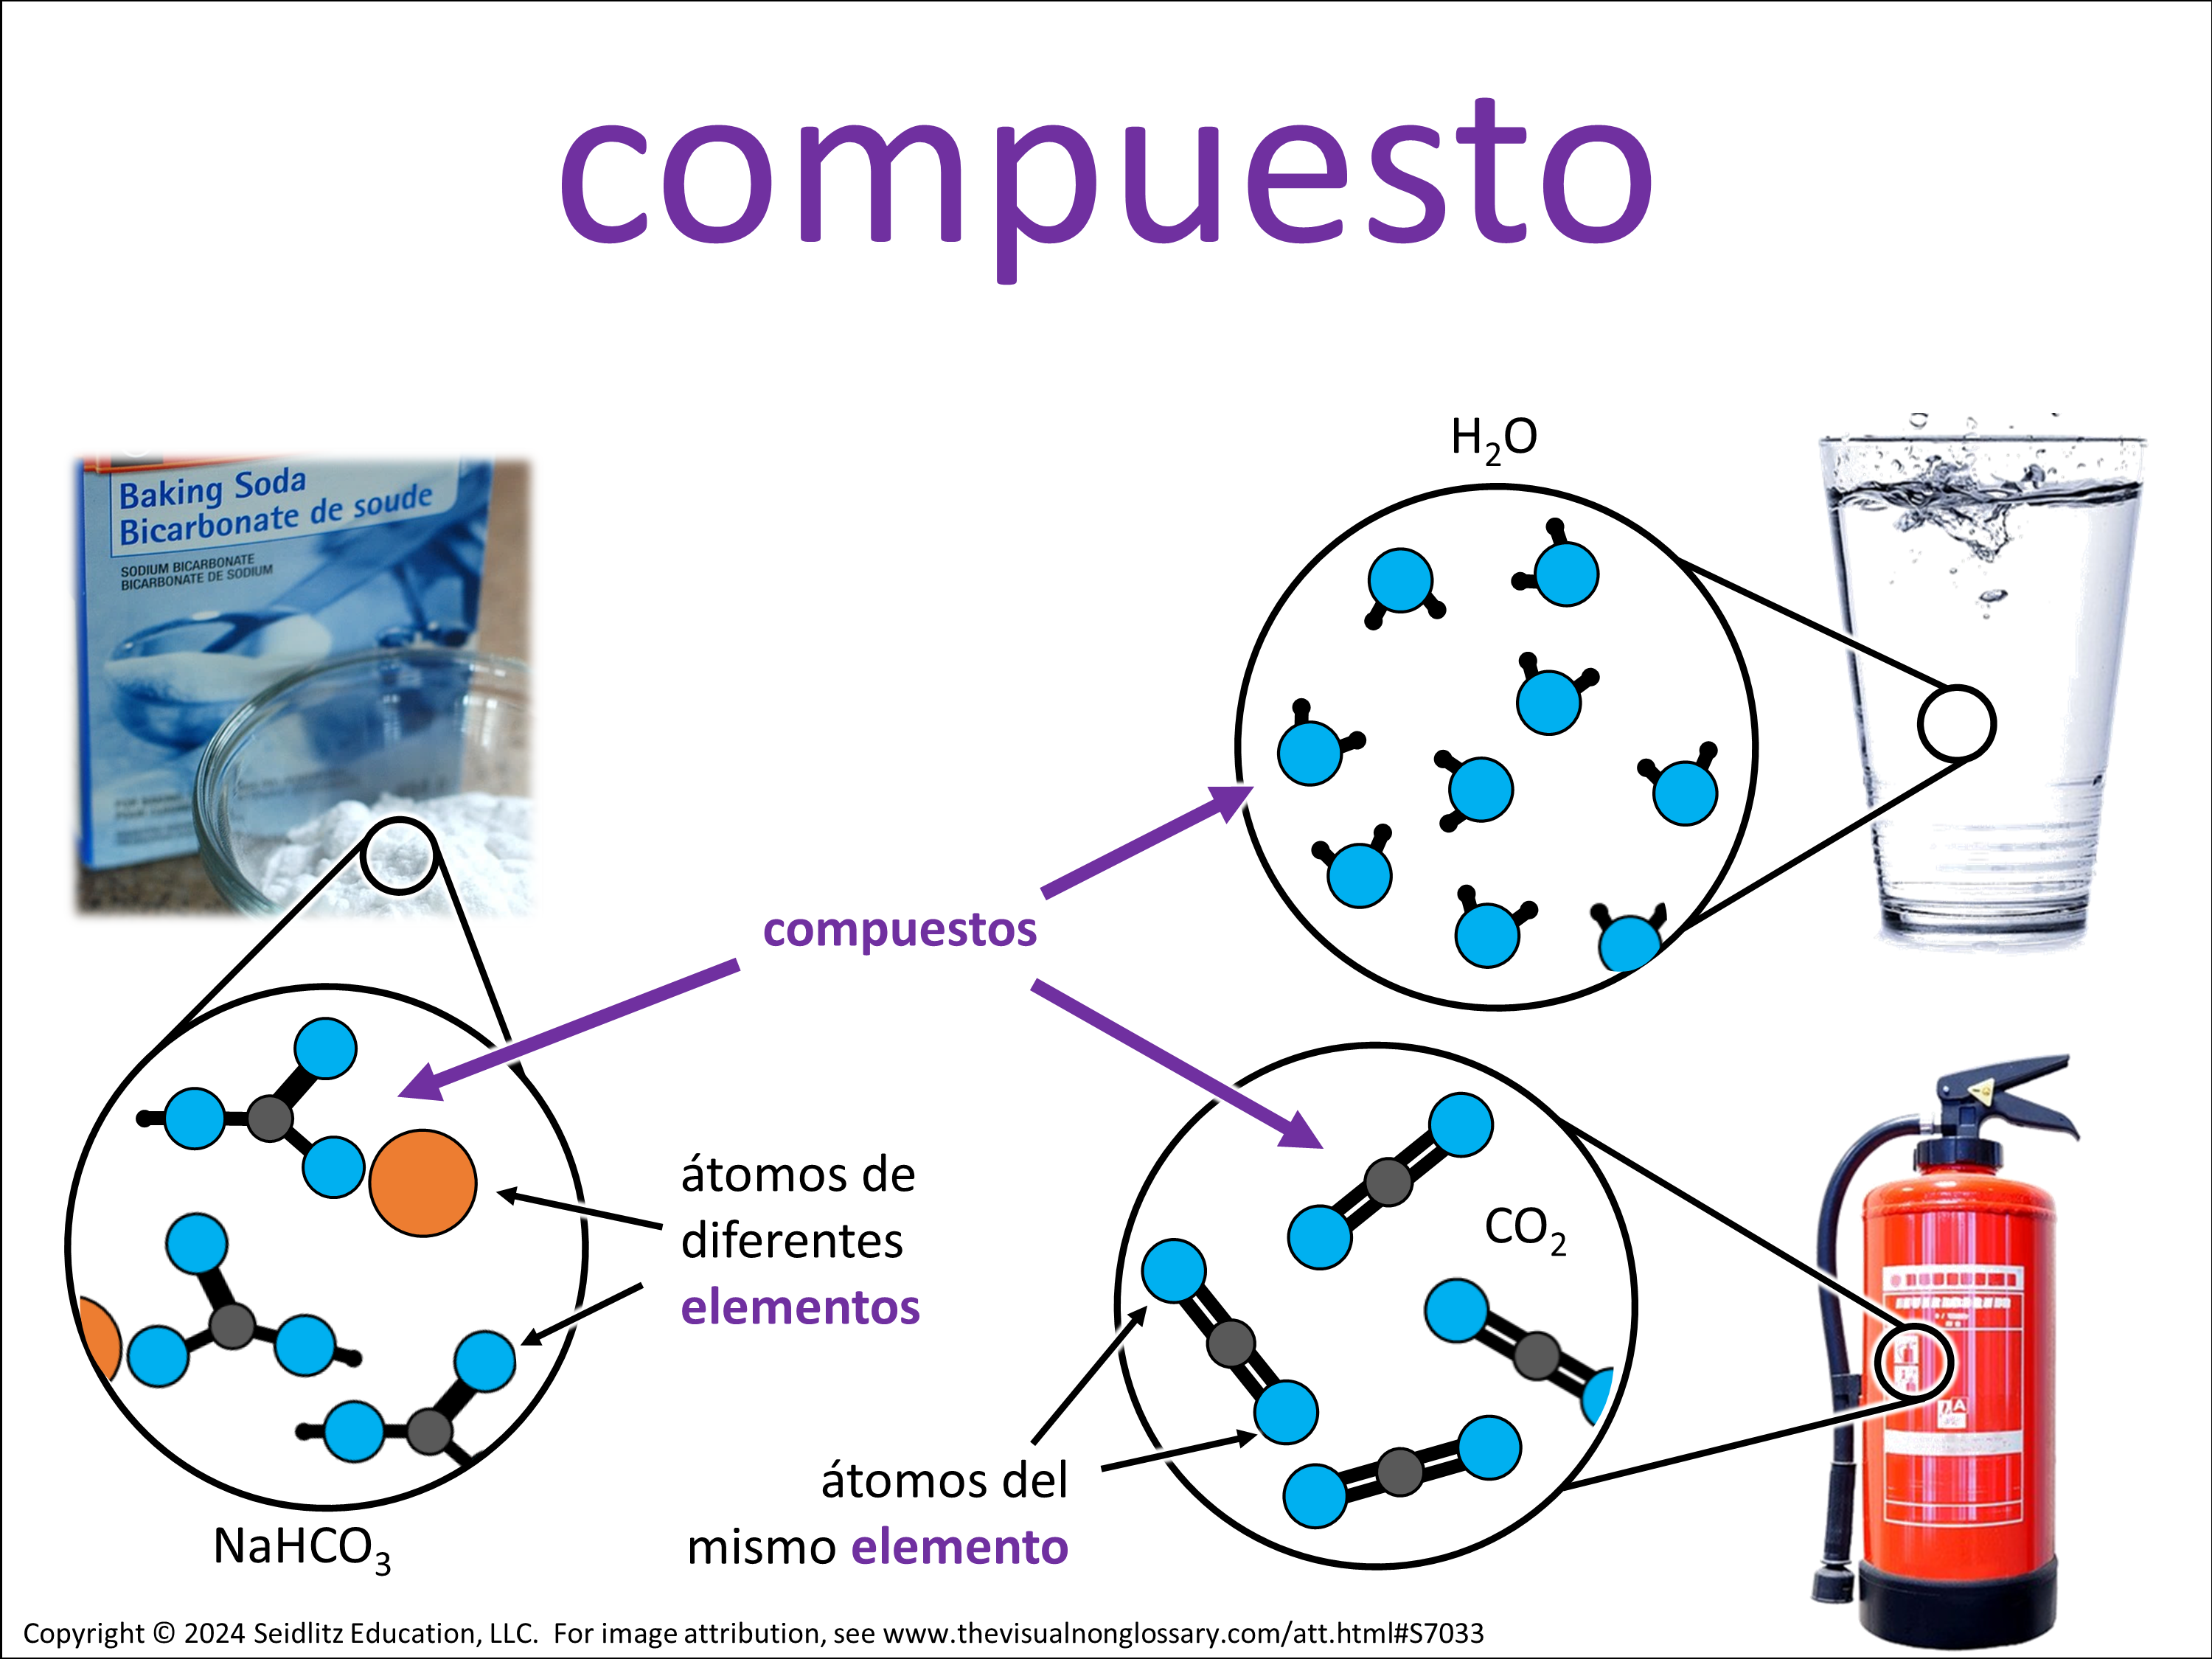 compuesto
Baking Soda
Bicarbonate de soude
SODIUM BICARBONATE
BICARBONATE DE SODIUM
H₂O
compuestos
átomos de
diferentes
elementos
CO₂
átomos del
mismo elemento
NaHCO₃
Copyright © 2024 Seidlitz Education, LLC.  For image attribution, see www.thevisualnonglossary.com/att.html#S7033